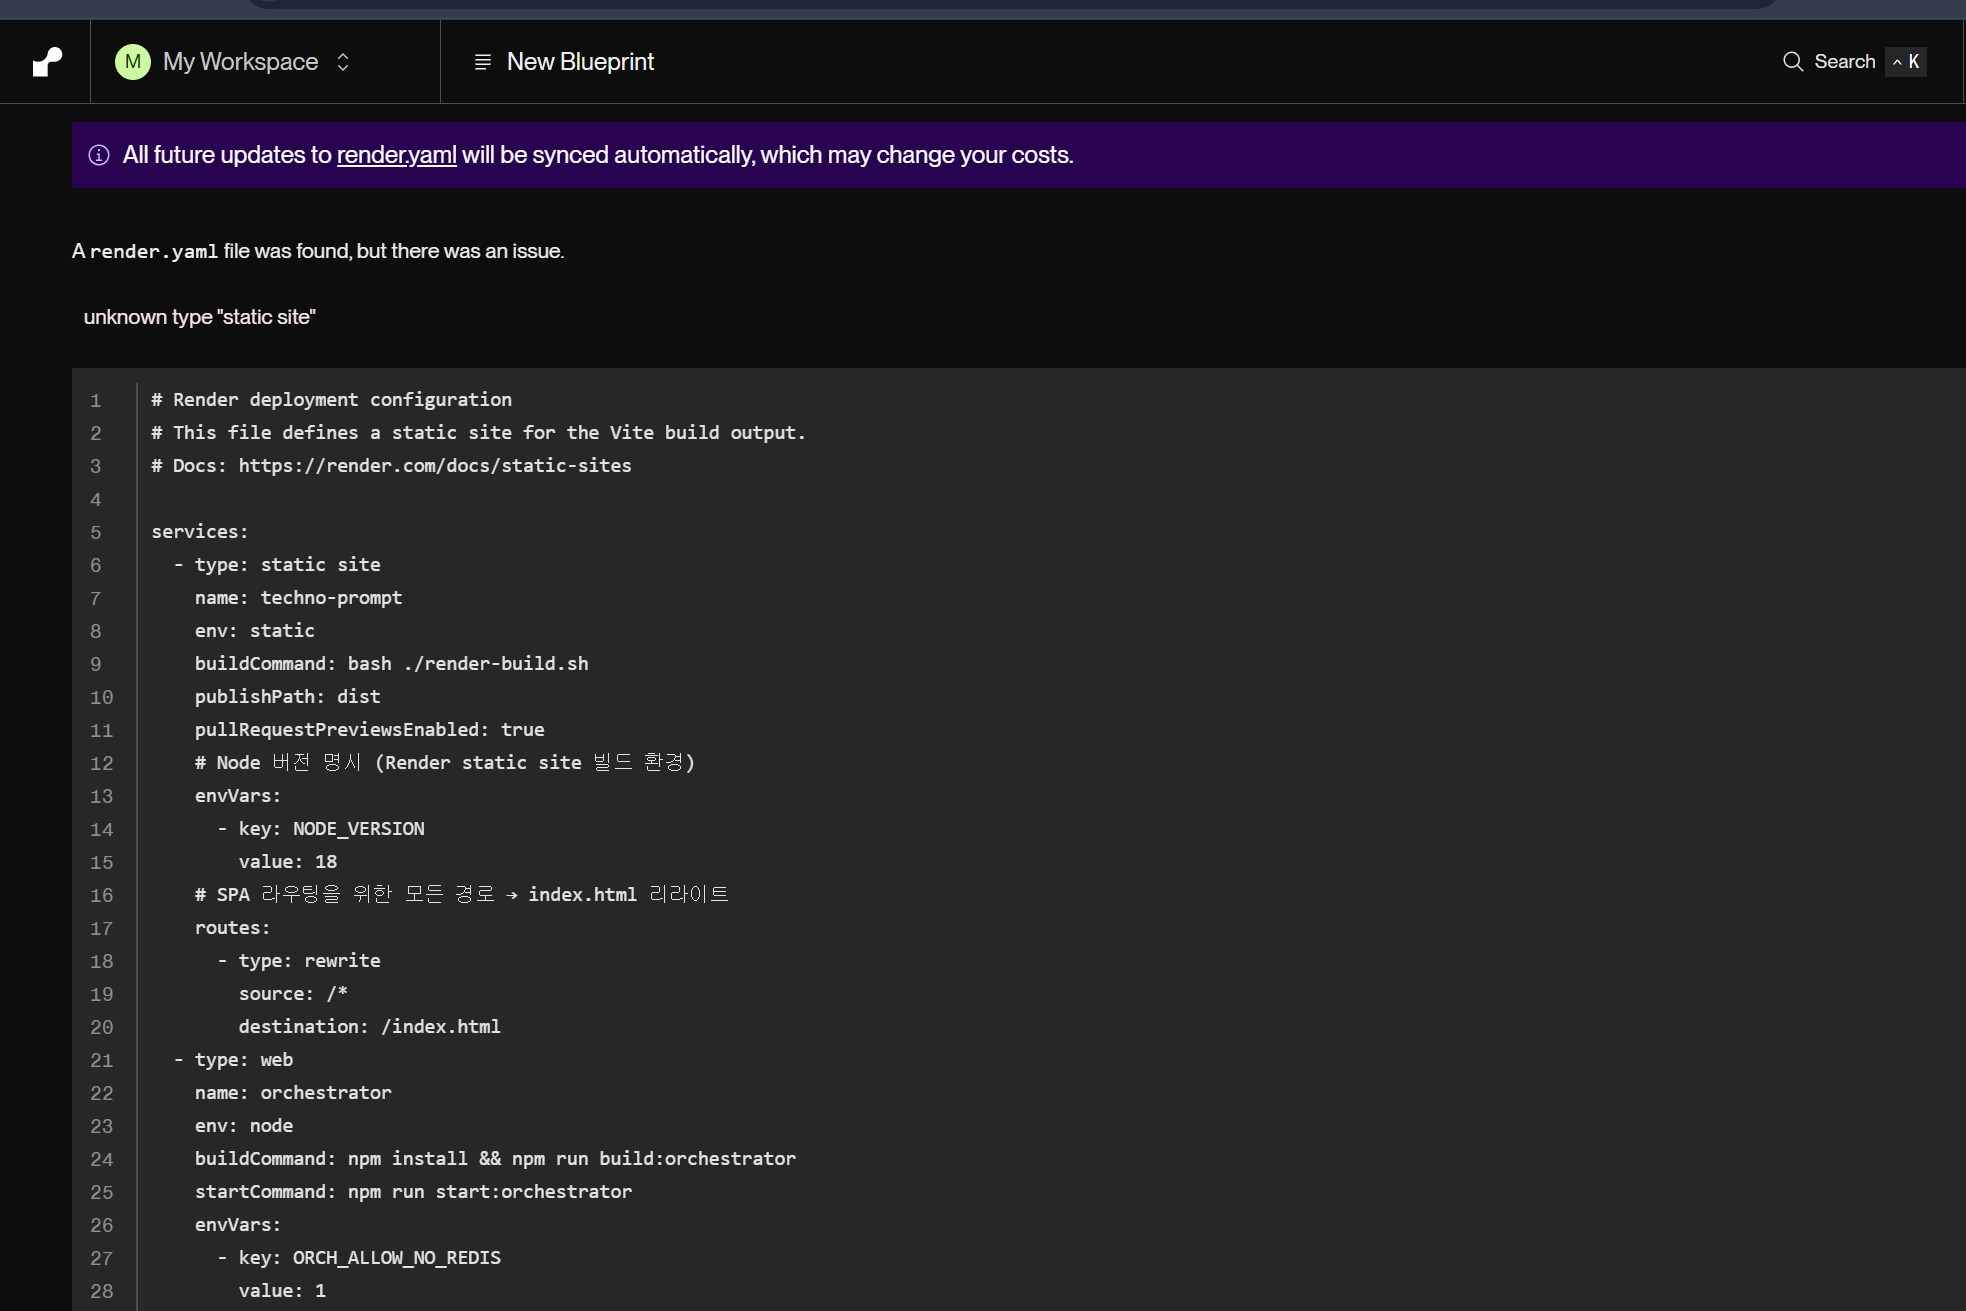 M My Workspace New Blueprint Search ^ K
All future updates to render.yaml will be synced automatically, which may change your costs.
A render.yaml file was found, but there was an issue.
unknown type "static site"
1 # Render deployment configuration
2 # This file defines a static site for the Vite build output.
3 # Docs: https://render.com/docs/static-sites
4
5 services:
6 - type: static site
7 name: techno-prompt
8 env: static
9 buildCommand: bash ./render-build.sh
10 publishPath: dist
11 pullRequestPreviewsEnabled: true
12 # Node 버전 명시 (Render static site 빌드 환경)
13 envVars:
14 - key: NODE_VERSION
15 value: 18
16 # SPA 라우팅을 위한 모든 경로 → index.html 리라이트
17 routes:
18 - type: rewrite
19 source: /*
20 destination: /index.html
21 - type: web
22 name: orchestrator
23 env: node
24 buildCommand: npm install && npm run build:orchestrator
25 startCommand: npm run start:orchestrator
26 envVars:
27 - key: ORCH_ALLOW_NO_REDIS
28 value: 1